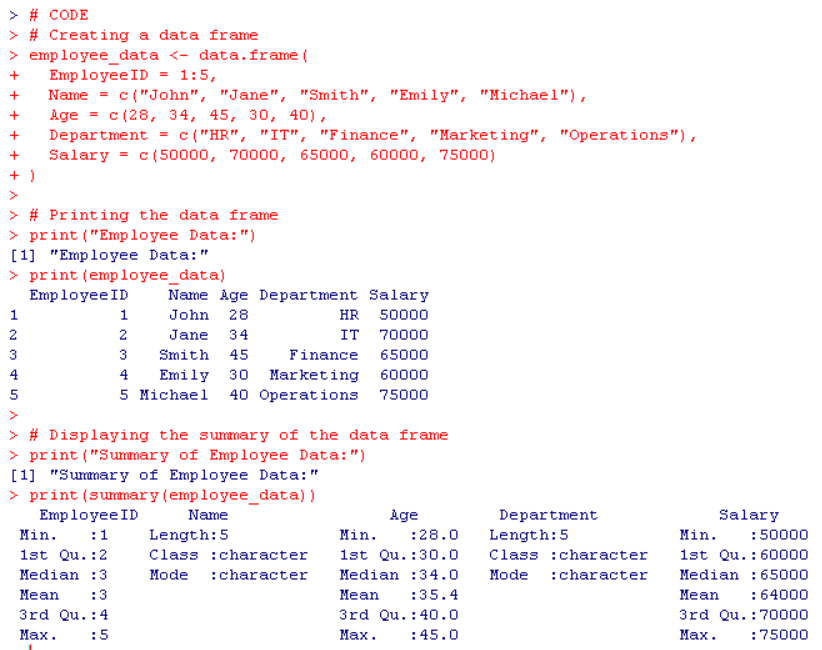 > # CODE
> # Creating a data frame
> employee_data <- data.frame(
+   EmployeeID = 1:5,
+   Name = c("John", "Jane", "Smith", "Emily", "Michael"),
+   Age = c(28, 34, 45, 30, 40),
+   Department = c("HR", "IT", "Finance", "Marketing", "Operations"),
+   Salary = c(50000, 70000, 65000, 60000, 75000)
+ )
>
> # Printing the data frame
> print("Employee Data:")
[1] "Employee Data:"
> print(employee_data)
  EmployeeID    Name Age Department Salary
1          1    John  28         HR  50000
2          2    Jane  34         IT  70000
3          3   Smith  45    Finance  65000
4          4   Emily  30  Marketing  60000
5          5 Michael  40 Operations  75000
>
> # Displaying the summary of the data frame
> print("Summary of Employee Data:")
[1] "Summary of Employee Data:"
> print(summary(employee_data))
   EmployeeID     Name                Age        Department            Salary
 Min.   :1    Length:5           Min.   :28.0   Length:5           Min.   :50000
 1st Qu.:2    Class :character   1st Qu.:30.0   Class :character   1st Qu.:60000
 Median :3    Mode  :character   Median :34.0   Mode  :character   Median :65000
 Mean   :3                       Mean   :35.4                      Mean   :64000
 3rd Qu.:4                       3rd Qu.:40.0                      3rd Qu.:70000
 Max.   :5                       Max.   :45.0                      Max.   :75000